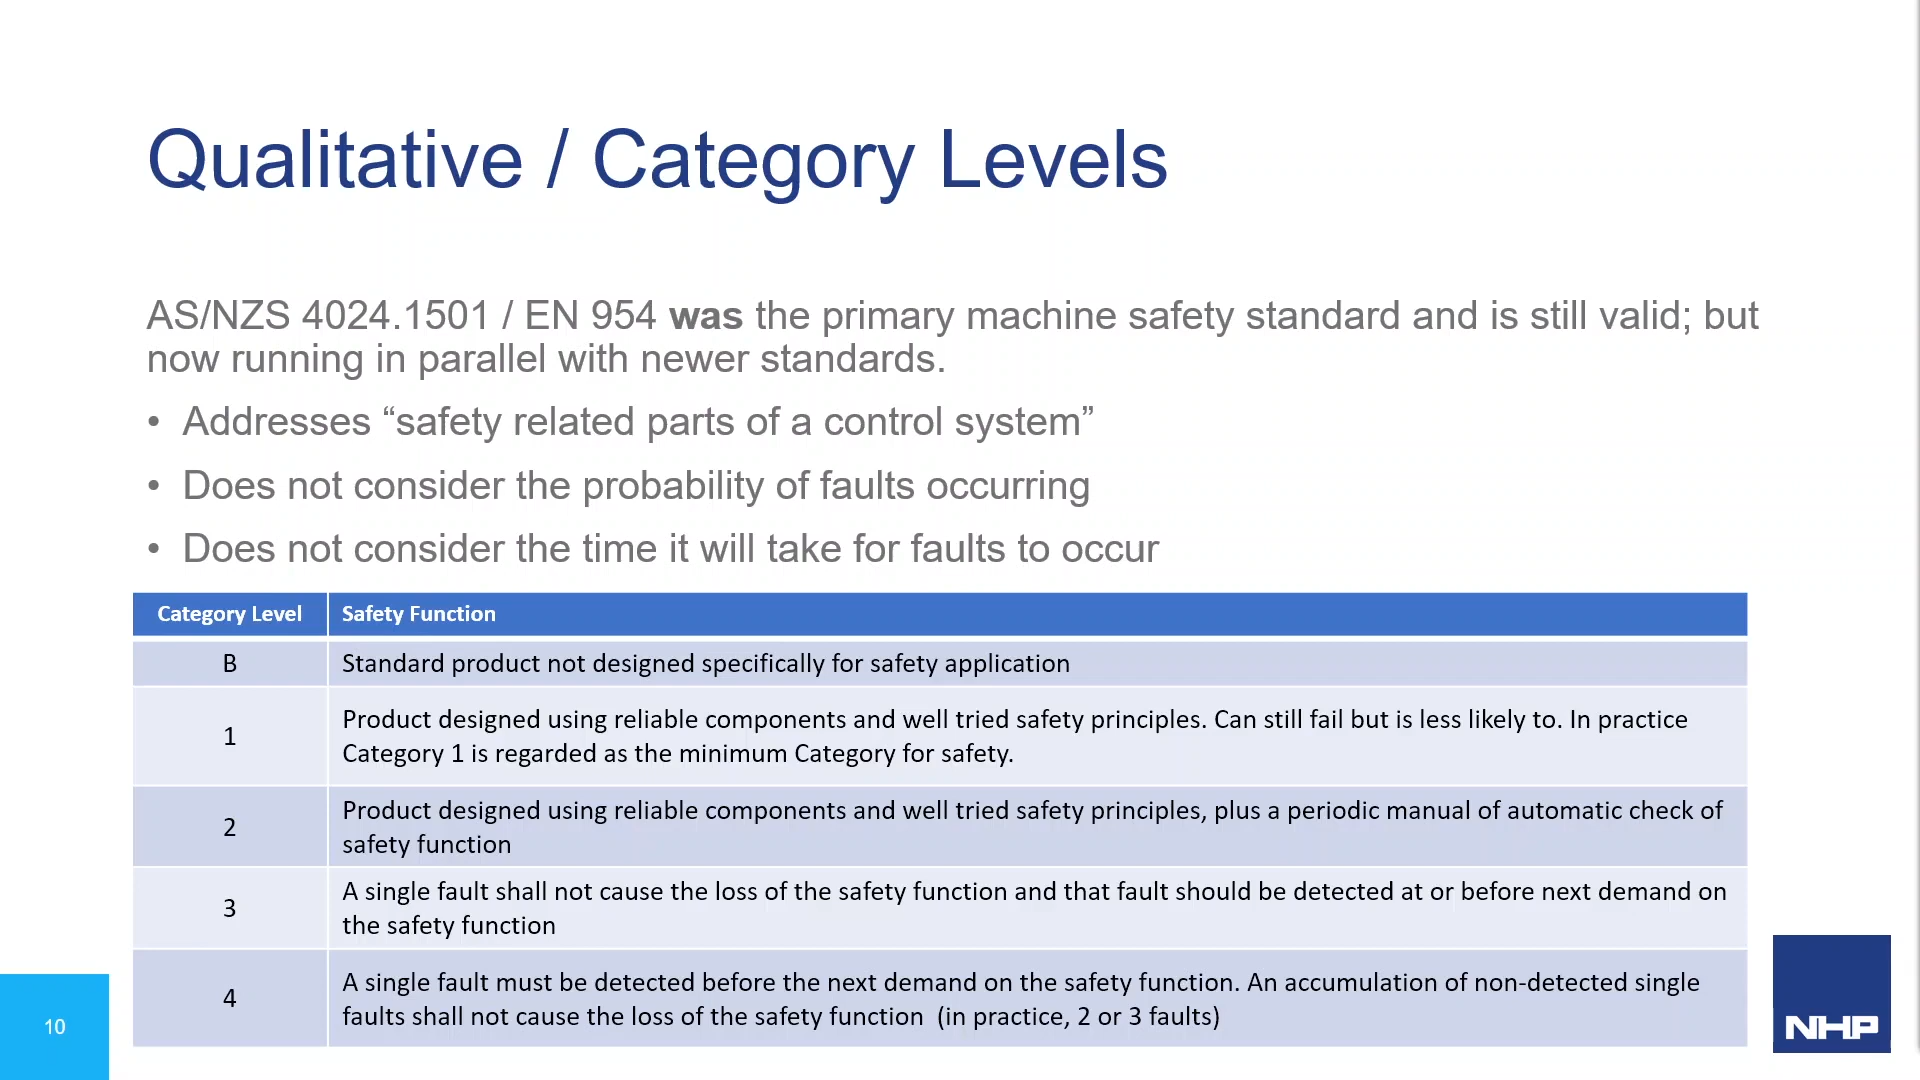 Qualitative / Category Levels
AS/NZS 4024.1501 / EN 954 was the primary machine safety standard and is still valid; but
now running in parallel with newer standards.
• Addresses “safety related parts of a control system”
• Does not consider the probability of faults occurring
• Does not consider the time it will take for faults to occur
Category Level Safety Function
B Standard product not designed specifically for safety application
1 Product designed using reliable components and well tried safety principles. Can still fail but is less likely to. In practice
Category 1 is regarded as the minimum Category for safety.
2 Product designed using reliable components and well tried safety principles, plus a periodic manual of automatic check of
safety function
3 A single fault shall not cause the loss of the safety function and that fault should be detected at or before next demand on
the safety function
4 A single fault must be detected before the next demand on the safety function. An accumulation of non-detected single
faults shall not cause the loss of the safety function (in practice, 2 or 3 faults)
10
NHP